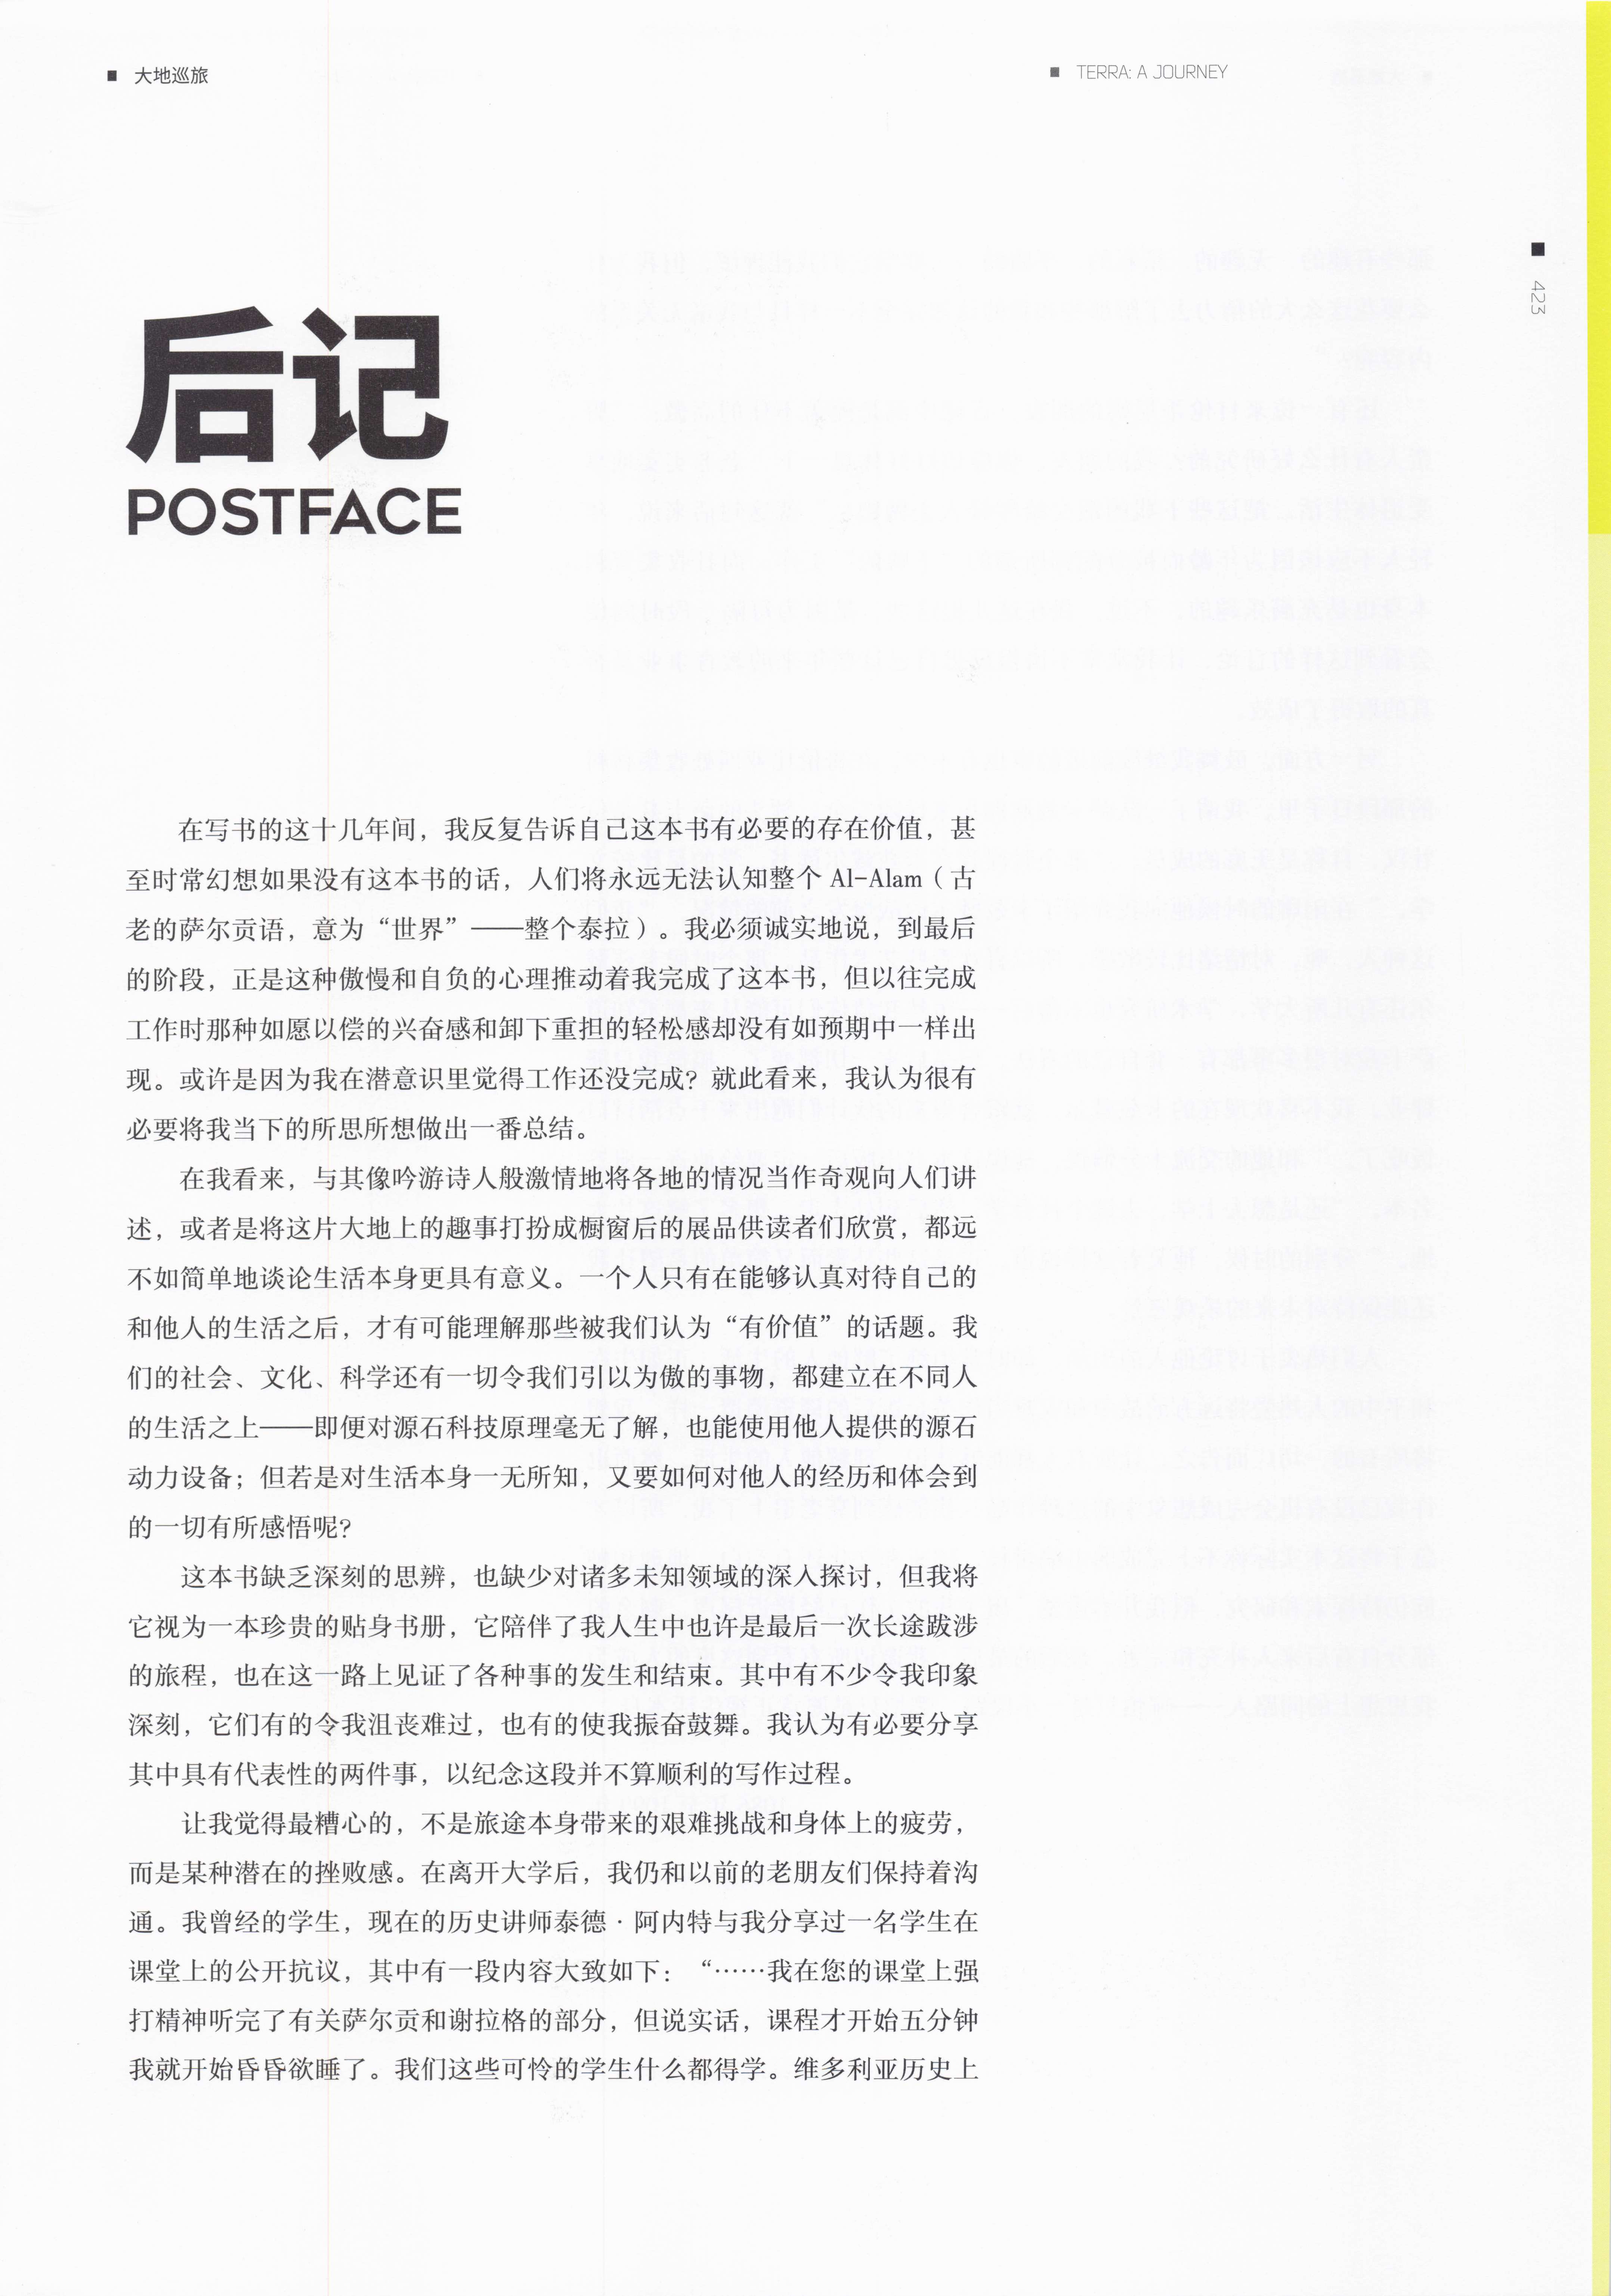 ■ 大地巡旅
■ TERRA: A JOURNEY
■ 423
后记
POSTFACE
在写书的这十几年间，我反复告诉自己这本书有必要的存在价值，甚
至时常幻想如果没有这本书的话，人们将永远无法认知整个 Al-Alam（古
老的萨尔贡语，意为“世界”——整个泰拉）。我必须诚实地说，到最后
的阶段，正是这种傲慢和自负的心理推动着我完成了这本书，但以往完成
工作时那种如愿以偿的兴奋感和卸下重担的轻松感却没有如预期中一样出
现。或许是因为我在潜意识里觉得工作还没完成？就此看来，我认为很有
必要将我当下的所思所想做出一番总结。
在我看来，与其像吟游诗人般激情地将各地的情况当作奇观向人们讲
述，或者是将这片大地上的趣事打扮成橱窗后的展品供读者们欣赏，都远
不如简单地谈论生活本身更具有意义。一个人只有在能够认真对待自己的
和他人的生活之后，才有可能理解那些被我们认为“有价值”的话题。我
们的社会、文化、科学还有一切令我们引以为傲的事物，都建立在不同人
的生活之上——即便对源石科技原理毫无了解，也能使用他人提供的源石
动力设备；但若是对生活本身一无所知，又要如何对他人的经历和体会到
的一切有所感悟呢？
这本书缺乏深刻的思辨，也缺少对诸多未知领域的深入探讨，但我将
它视为一本珍贵的贴身书册，它陪伴了我人生中也许是最后一次长途跋涉
的旅程，也在这一路上见证了各种事的发生和结束。其中有不少令我印象
深刻，它们有的令我沮丧难过，也有的使我振奋鼓舞。我认为有必要分享
其中具有代表性的两件事，以纪念这段并不算顺利的写作过程。
让我觉得最糟心的，不是旅途本身带来的艰难挑战和身体上的疲劳，
而是某种潜在的挫败感。在离开大学后，我仍和以前的老朋友们保持着沟
通。我曾经的学生，现在的历史讲师泰德·阿内特与我分享过一名学生在
课堂上的公开抗议，其中有一段内容大致如下：“……我在您的课堂上强
打精神听完了有关萨尔贡和谢拉格的部分，但说实话，课程才开始五分钟
我就开始昏昏欲睡了。我们这些可怜的学生什么都得学。维多利亚历史上